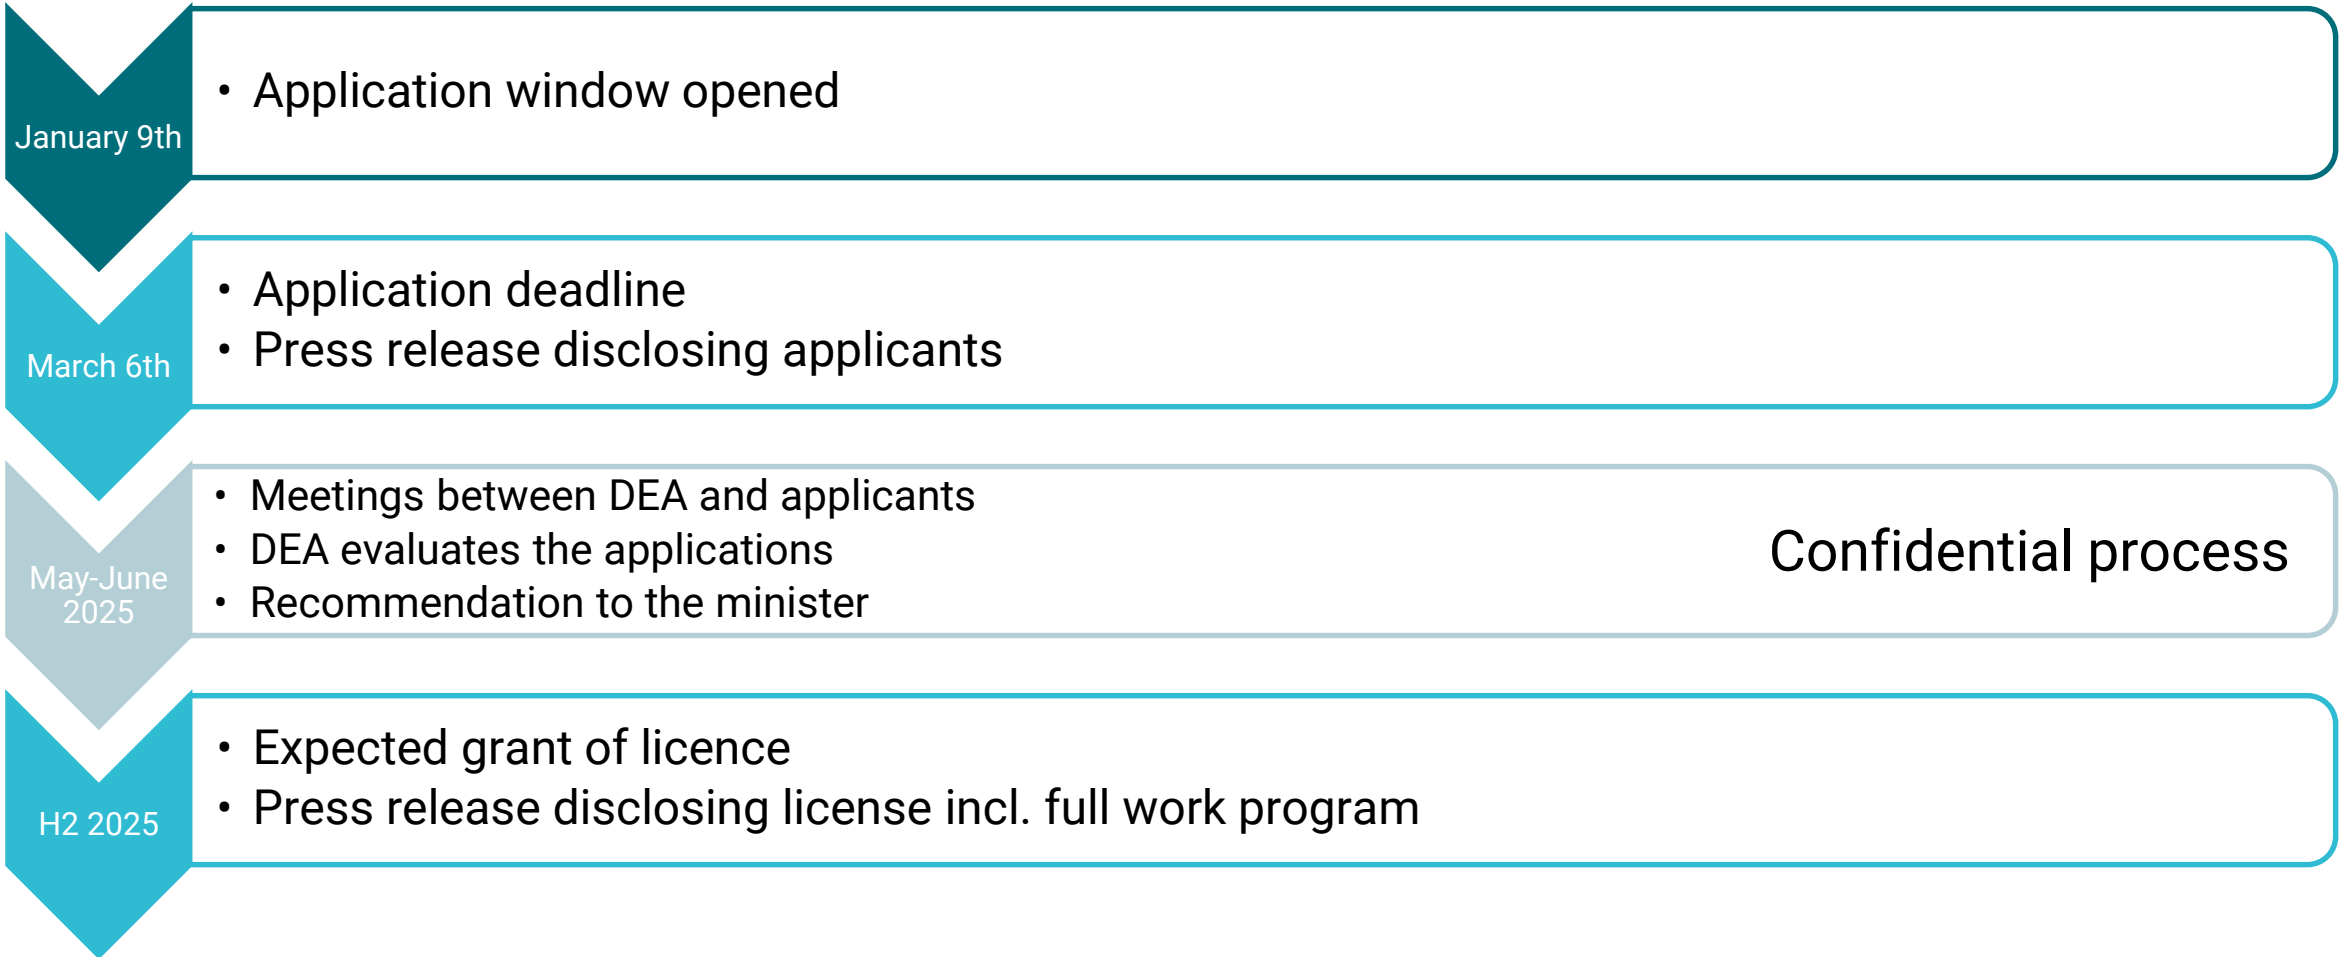 January 9th
• Application window opened
March 6th
• Application deadline
• Press release disclosing applicants
May-June
2025
• Meetings between DEA and applicants
• DEA evaluates the applications
• Recommendation to the minister
Confidential process
H2 2025
• Expected grant of licence
• Press release disclosing license incl. full work program